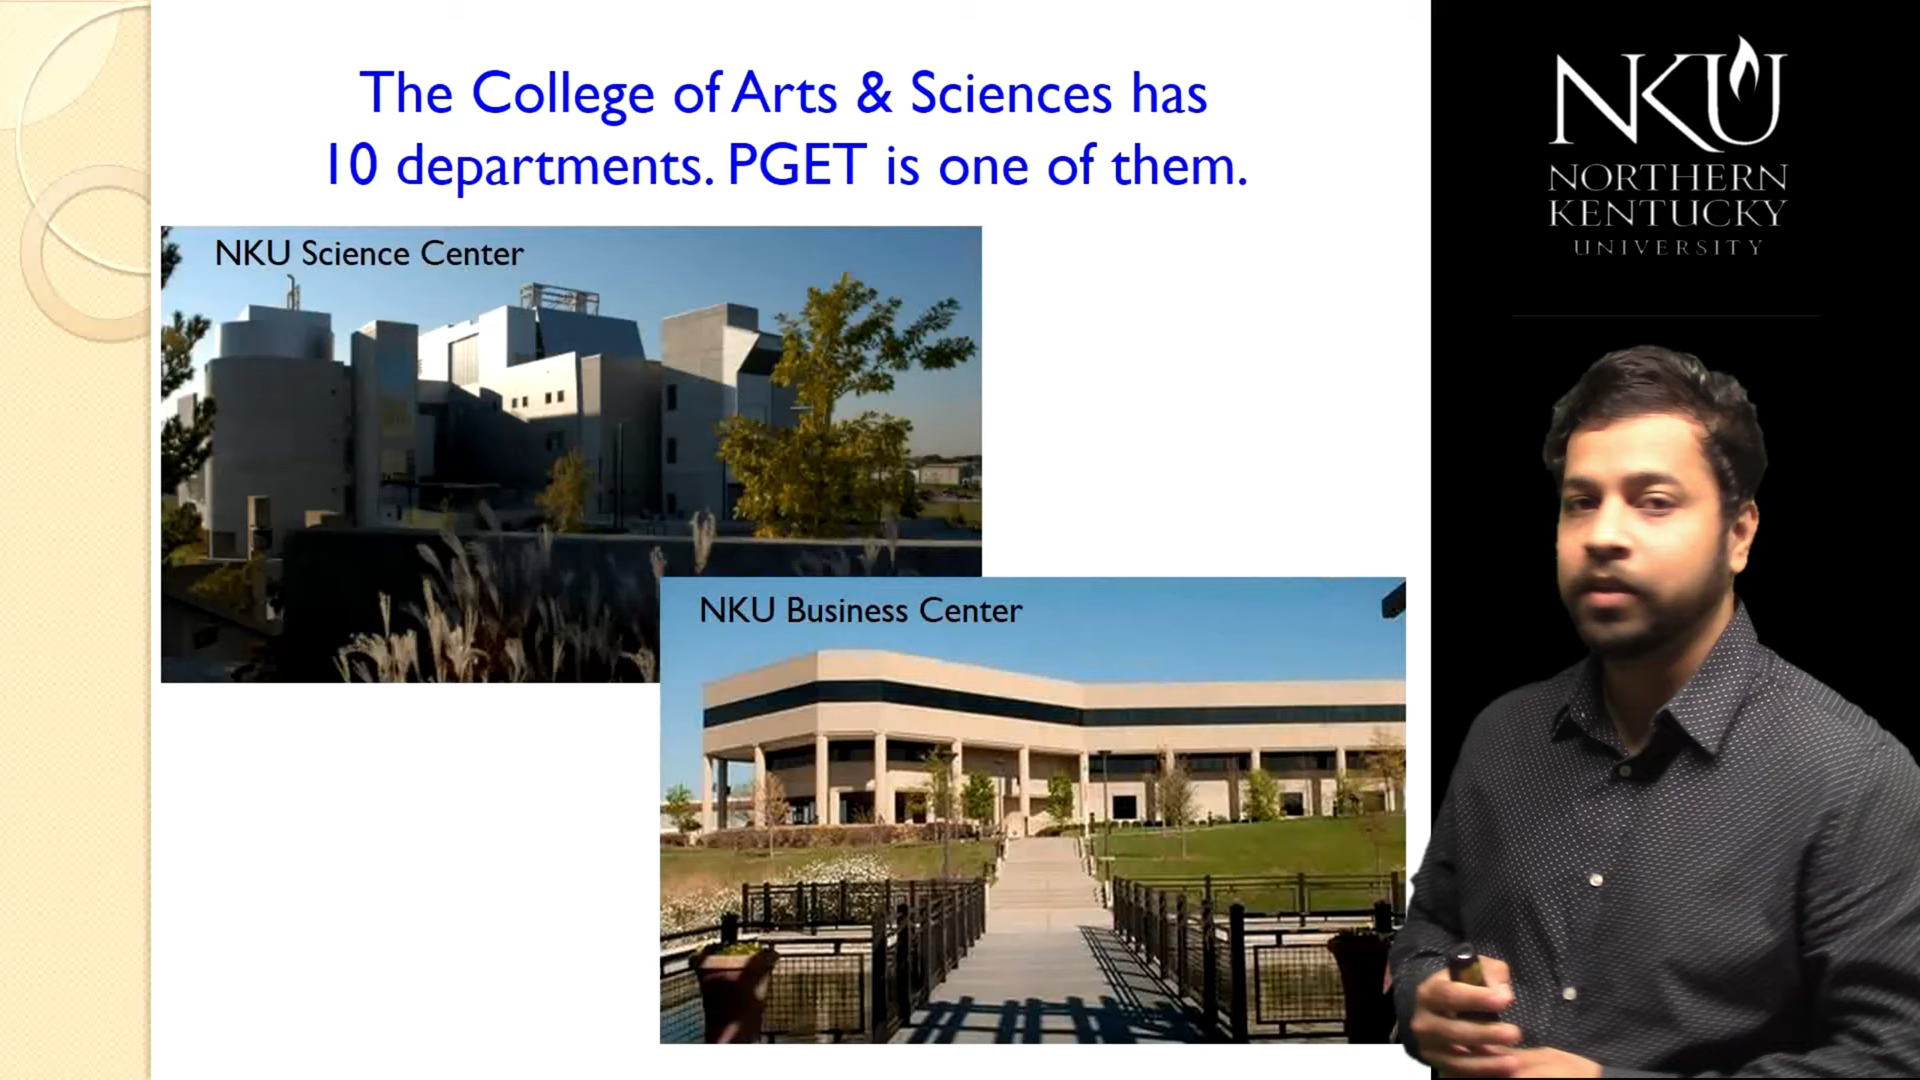 The College of Arts & Sciences has
10 departments. PGET is one of them.
NKU Science Center
NKU Business Center
NKU
NORTHERN
KENTUCKY
UNIVERSITY